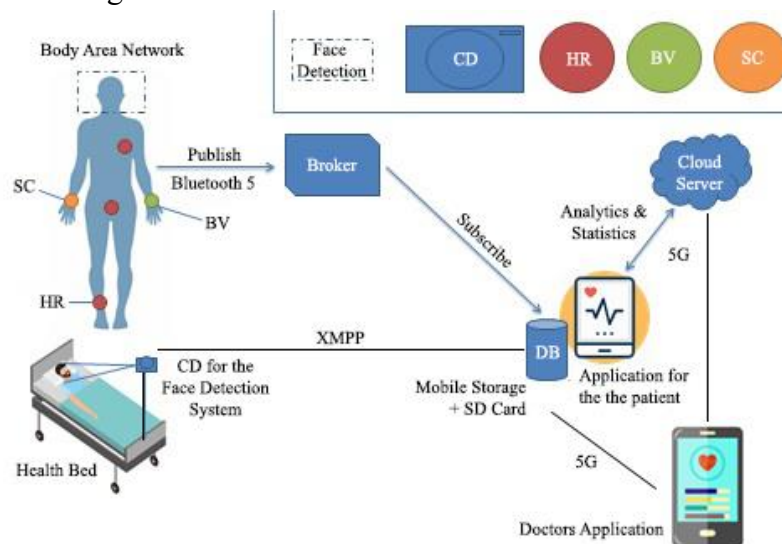 Body Area Network
Face
Detection
CD
HR
BV
SC
Publish
Bluetooth 5
Broker
Cloud
Server
SC
BV
Subscribe
Analytics &
Statistics
5G
HR
XMPP
DB
CD for the
Face Detection
System
Mobile Storage
+ SD Card
Application for
the the patient
Health Bed
5G
Doctors Application